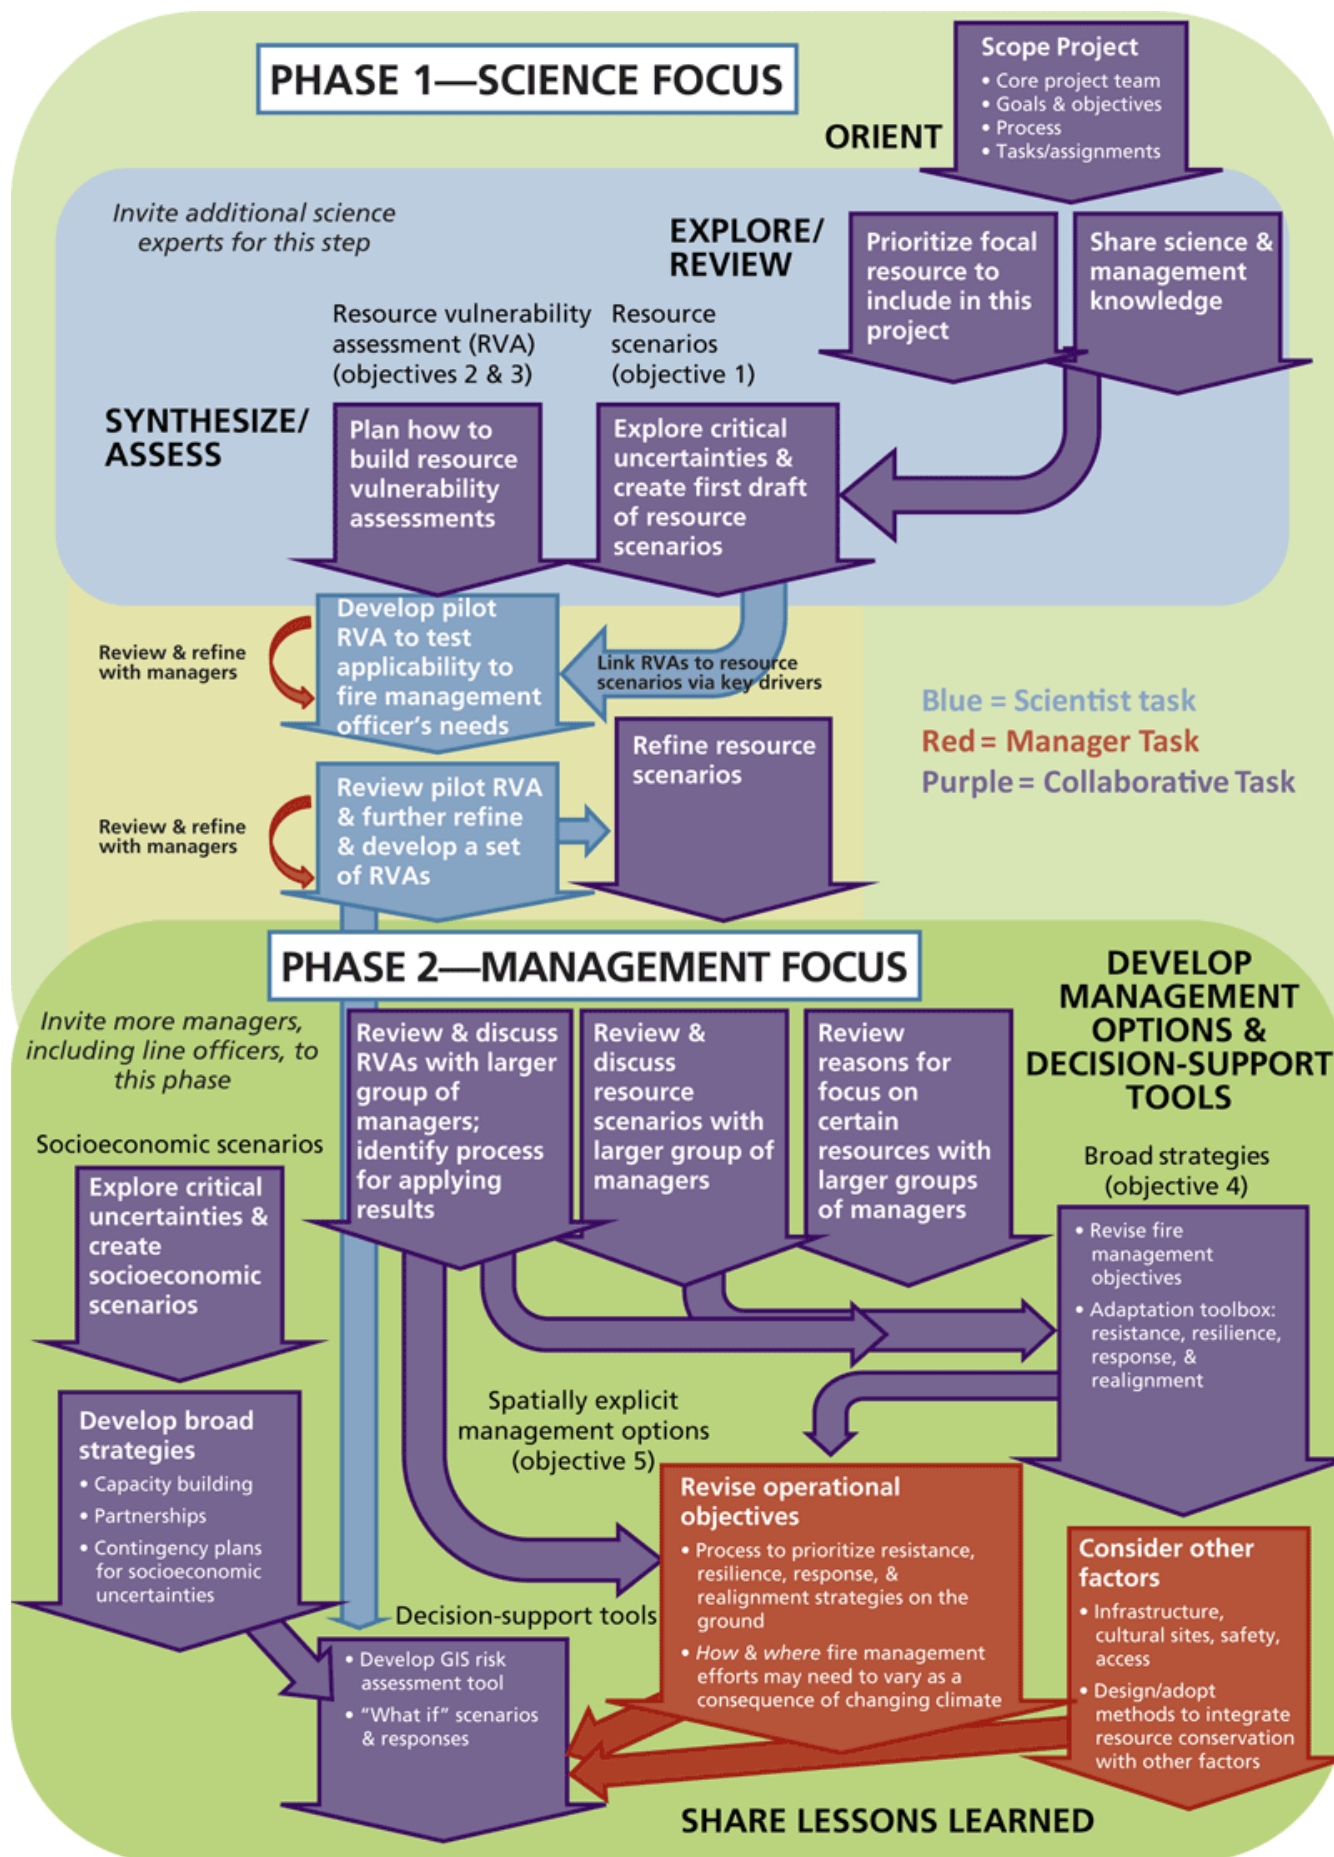 PHASE 1—SCIENCE FOCUS
Scope Project
• Core project team
• Goals & objectives
• Process
• Tasks/assignments
ORIENT
Invite additional science
experts for this step
EXPLORE/
REVIEW
Prioritize focal
resource to
include in this
project
Share science &
management
knowledge
Resource vulnerability
assessment (RVA)
(objectives 2 & 3)
Resource
scenarios
(objective 1)
SYNTHESIZE/
ASSESS
Plan how to
build resource
vulnerability
assessments
Explore critical
uncertainties &
create first draft
of resource
scenarios
Develop pilot
RVA to test
applicability to
fire management
officer's needs
Review & refine
with managers
Link RVAs to resource
scenarios via key drivers
Blue = Scientist task
Red = Manager Task
Purple = Collaborative Task
Refine resource
scenarios
Review pilot RVA
& further refine
& develop a set
of RVAs
Review & refine
with managers
PHASE 2—MANAGEMENT FOCUS
DEVELOP
MANAGEMENT
OPTIONS &
DECISION-SUPPORT
TOOLS
Invite more managers,
including line officers, to
this phase
Review & discuss
RVAs with larger
group of
managers;
identify process
for applying
results
Review &
discuss
resource
scenarios with
larger group of
managers
Review
reasons for
focus on
certain
resources with
larger groups
of managers
Socioeconomic scenarios
Explore critical
uncertainties &
create
socioeconomic
scenarios
Broad strategies
(objective 4)
• Revise fire
management
objectives
• Adaptation toolbox:
resistance, resilience,
response, &
realignment
Develop broad
strategies
• Capacity building
• Partnerships
• Contingency plans
for socioeconomic
uncertainties
Spatially explicit
management options
(objective 5)
Revise operational
objectives
• Process to prioritize resistance,
resilience, response, &
realignment strategies on the
ground
• How & where fire management
efforts may need to vary as a
consequence of changing climate
Consider other
factors
• Infrastructure,
cultural sites, safety,
access
• Design/adopt
methods to integrate
resource conservation
with other factors
Decision-support tools
• Develop GIS risk
assessment tool
• "What if" scenarios
& responses
SHARE LESSONS LEARNED